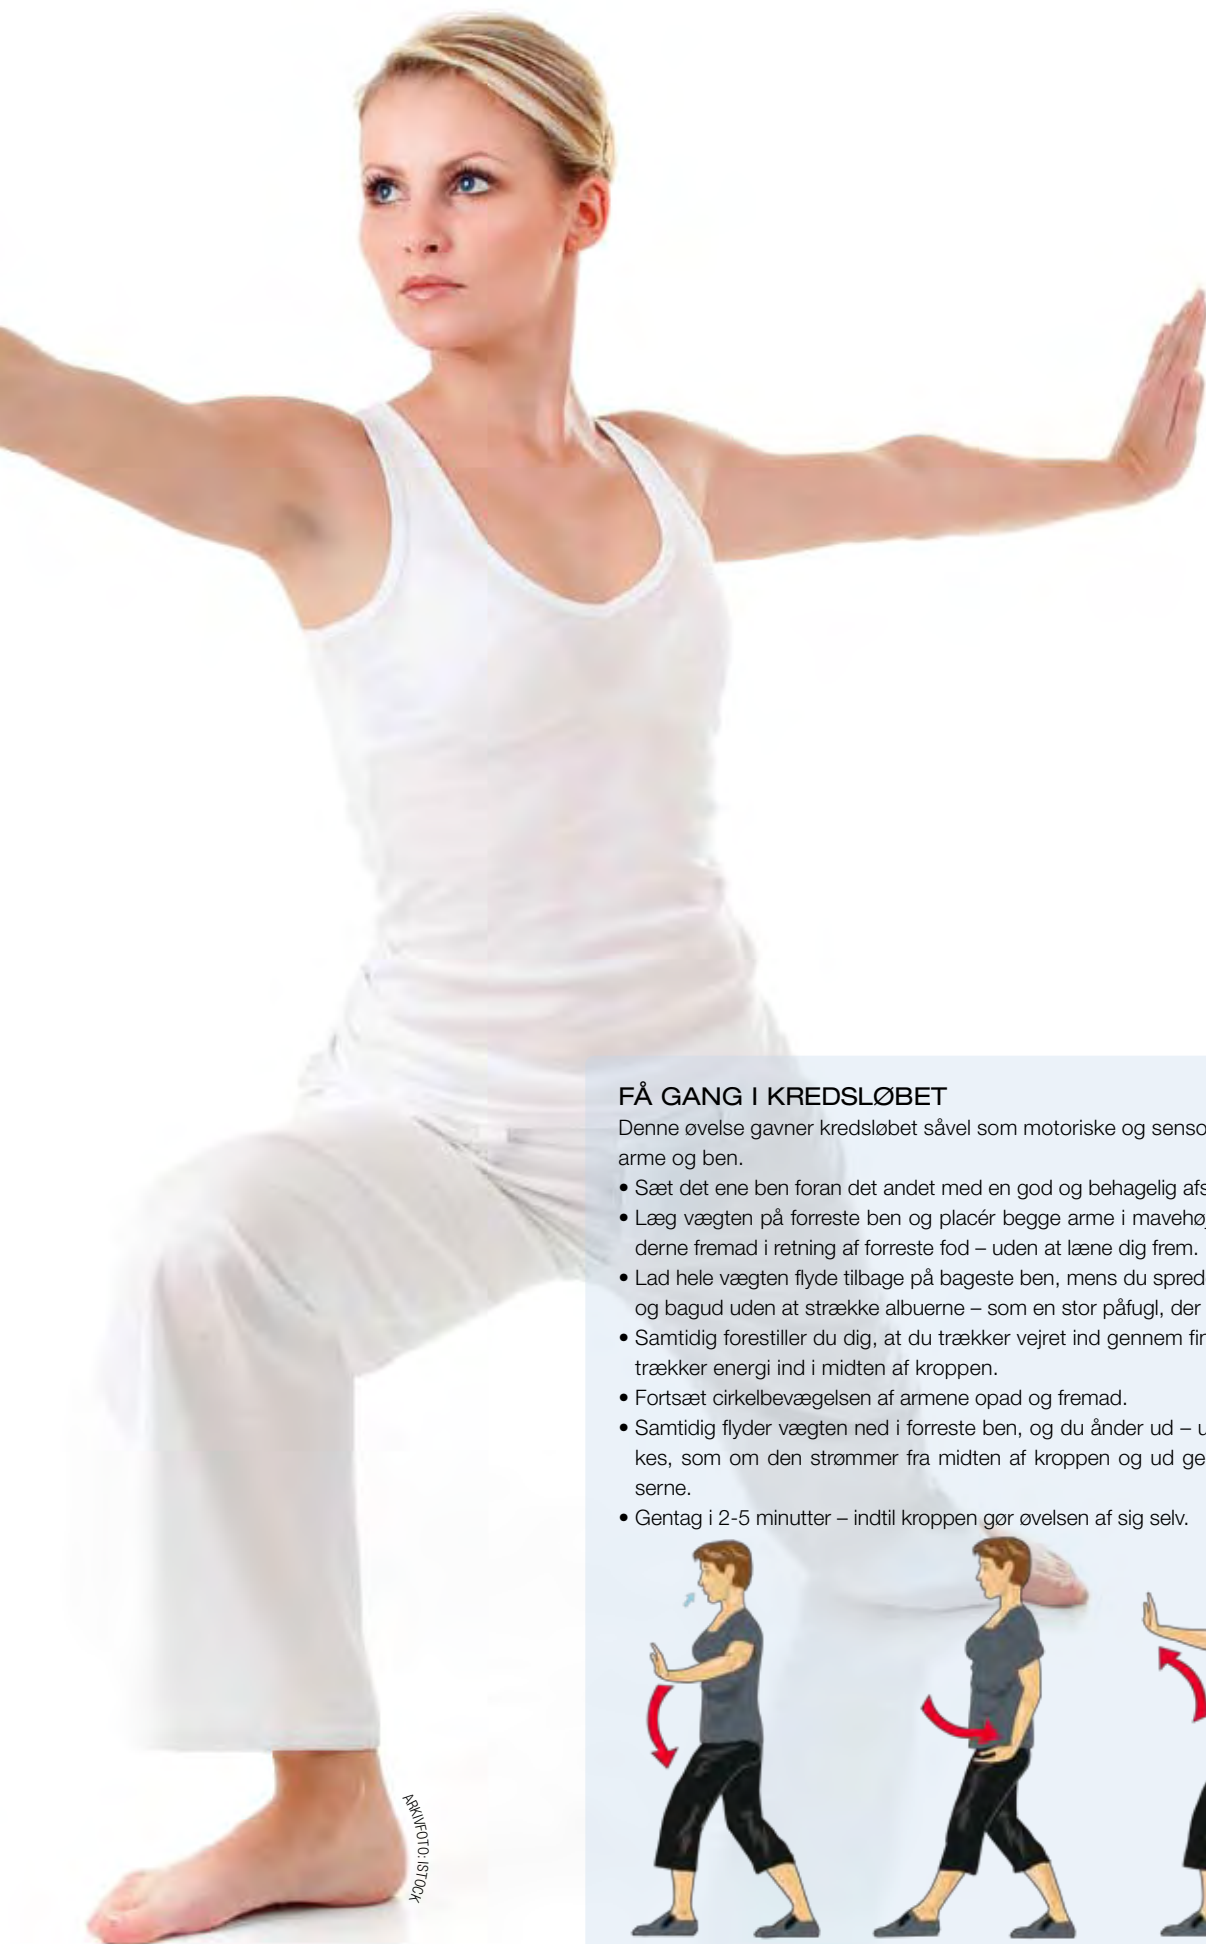 FÅ GANG I KREDSLØBET
Denne øvelse gavner kredsløbet såvel som motoriske og senso
arme og ben.
• Sæt det ene ben foran det andet med en god og behagelig afs
• Læg vægten på forreste ben og placér begge arme i mavehøj
derne fremad i retning af forreste fod – uden at læne dig frem.
• Lad hele vægten flyde tilbage på bageste ben, mens du sprede
og bagud uden at strække albuerne – som en stor påfugl, der
• Samtidig forestiller du dig, at du trækker vejret ind gennem fin
trækker energi ind i midten af kroppen.
• Fortsæt cirkelbevægelsen af armene opad og fremad.
• Samtidig flyder vægten ned i forreste ben, og du ånder ud – u
kes, som om den strømmer fra midten af kroppen og ud ge
serne.
• Gentag i 2-5 minutter – indtil kroppen gør øvelsen af sig selv.
ARKIVFOTO: ISTOCK